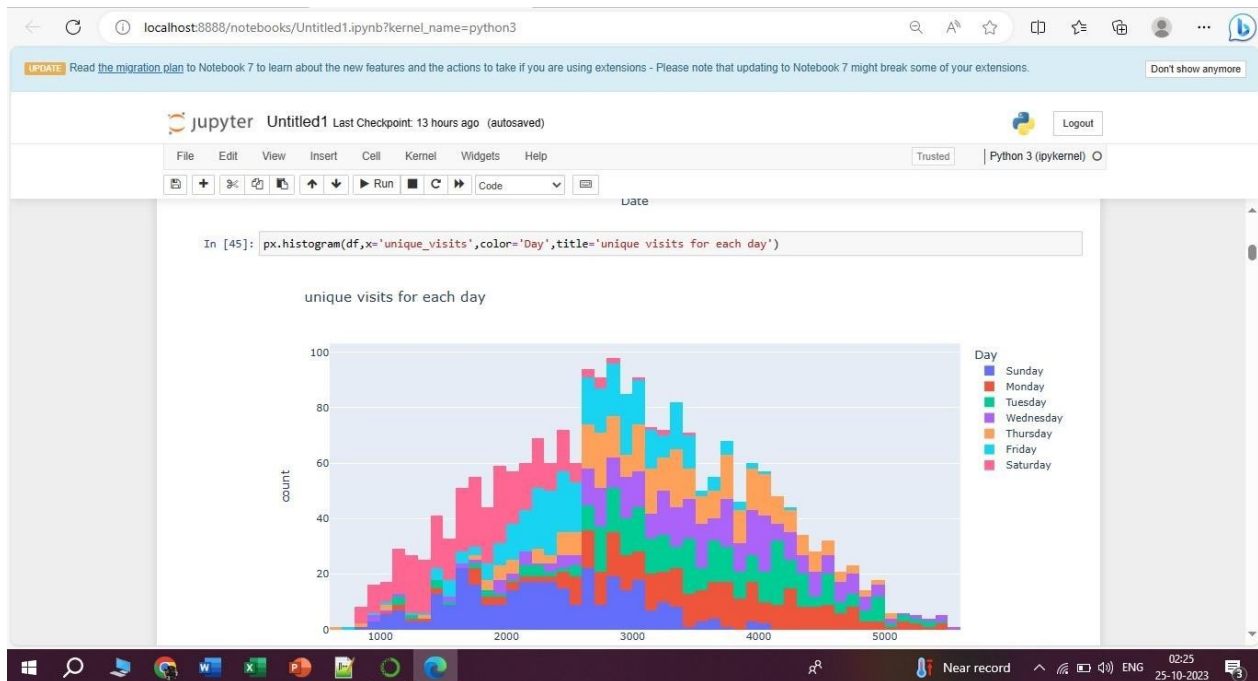 localhost:8888/notebooks/Untitled1.ipynb?kernel_name=python3
UPDATE Read the migration plan to Notebook 7 to learn about the new features and the actions to take if you are using extensions - Please note that updating to Notebook 7 might break some of your extensions. Don't show anymore
jupyter Untitled1 Last Checkpoint: 13 hours ago (autosaved) Logout
File Edit View Insert Cell Kernel Widgets Help Trusted Python 3 (ipykernel)
Run Code
Date
In [45]: px.histogram(df,x='unique_visits',color='Day',title='unique visits for each day')
unique visits for each day
100
80
60
40
20
0
count
1000 2000 3000 4000 5000
Day
Sunday
Monday
Tuesday
Wednesday
Thursday
Friday
Saturday
Near record ENG 02:25
25-10-2023